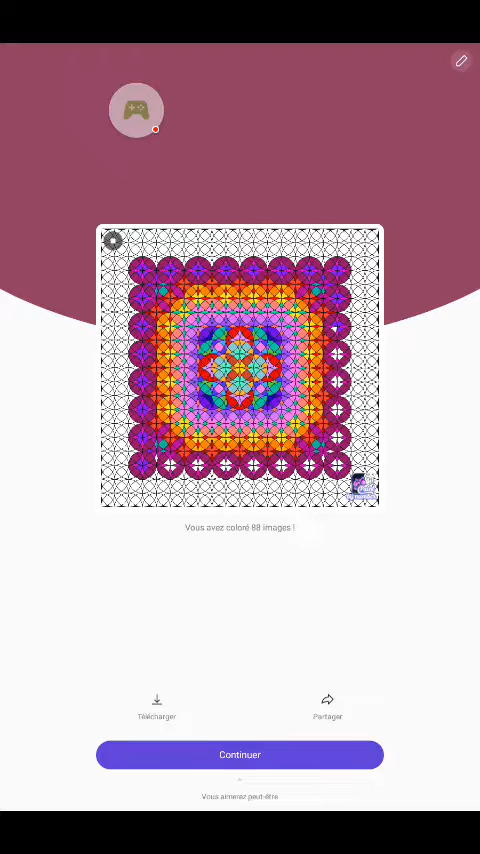 Vous avez coloré 88 images !
Télécharger
Partager
Continuer
Vous aimerez peut-être